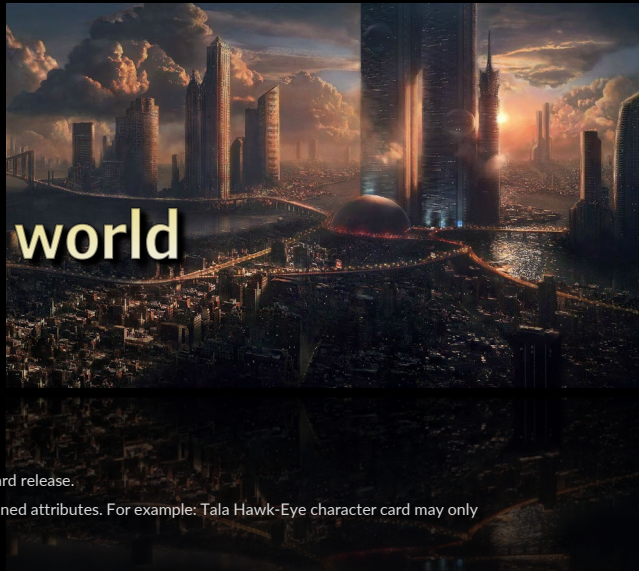 world
rd release.
ned attributes. For example: Tala Hawk-Eye character card may only